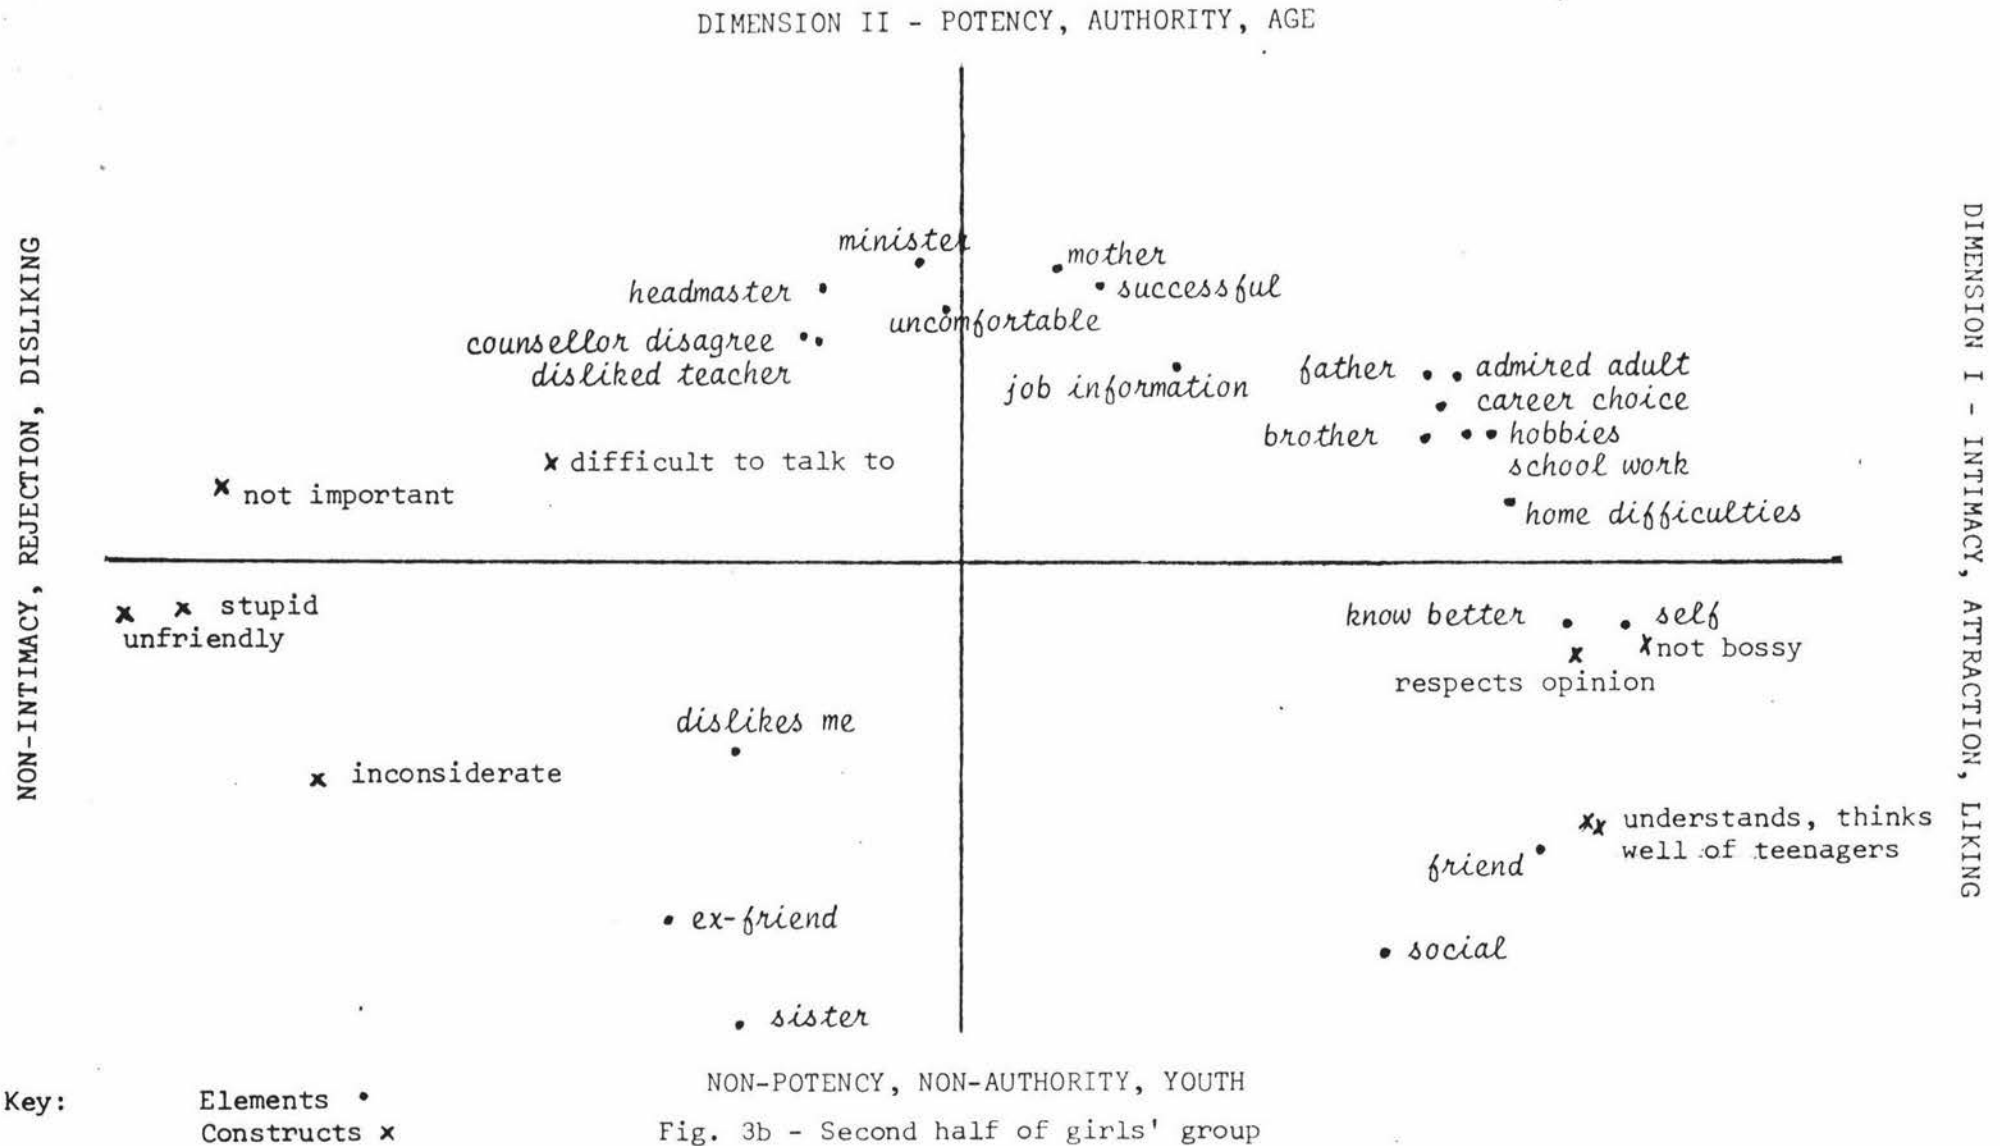 DIMENSION II - POTENCY, AUTHORITY, AGE
NON-INTIMACY, REJECTION, DISLIKING
DIMENSION I - INTIMACY, ATTRACTION, LIKING
minister
mother
headmaster
successful
uncomfortable
counsellor disagree
disliked teacher
job information
father
admired adult
career choice
brother
hobbies
school work
difficult to talk to
not important
home difficulties
stupid
unfriendly
know better
self
not bossy
respects opinion
dislikes me
inconsiderate
understands, thinks
well of teenagers
friend
ex-friend
social
sister
NON-POTENCY, NON-AUTHORITY, YOUTH
Key:
Elements •
Constructs x
Fig. 3b - Second half of girls' group